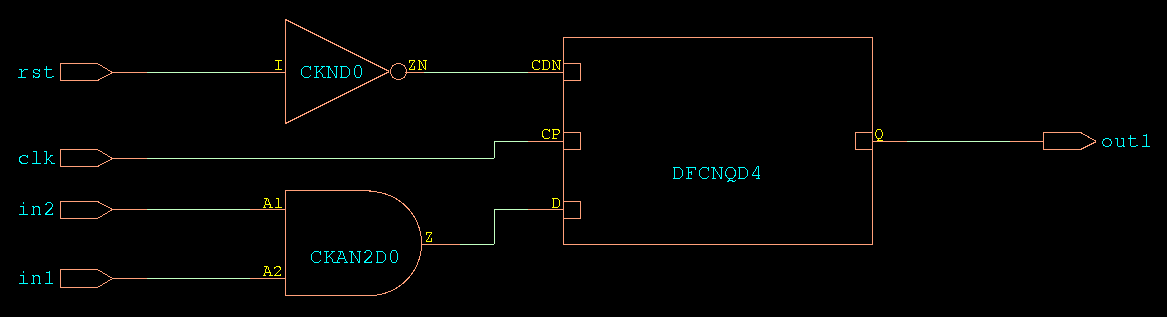 rst
I
CKND0
ZN
CDN
clk
CP
in2
A1
D
DFCNQD4
Q
out1
CKAN2D0
Z
in1
A2